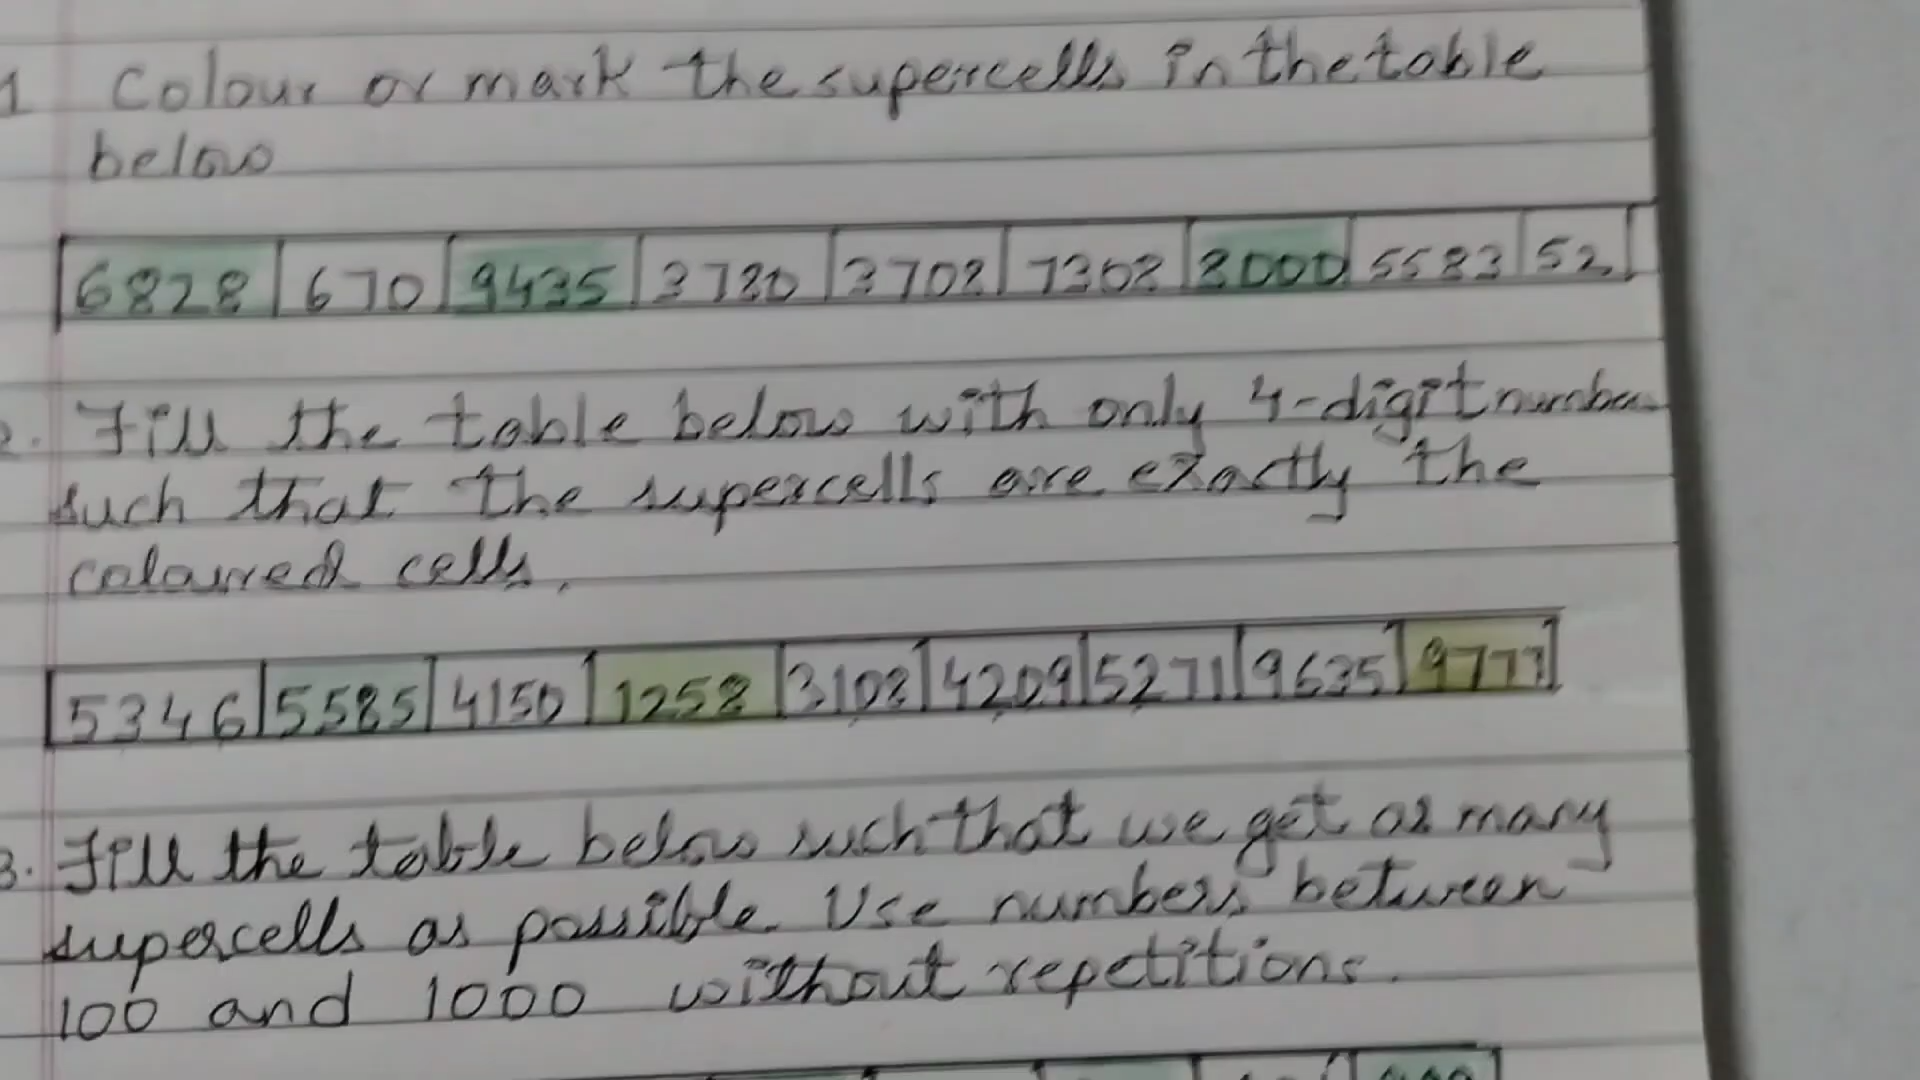 1 Colour or mark the supercells in the table
below
6828 670 9435 3780 3708 7308 8000 5583 52
2. Fill the table below with only 4-digit number
such that the supercells are exactly the
coloured cells.
5346 5585 4150 1258 3108 4209 5271 9635 9777
3. Fill the table below such that we get as many
supercells as possible. Use numbers between
100 and 1000 without repetitions.